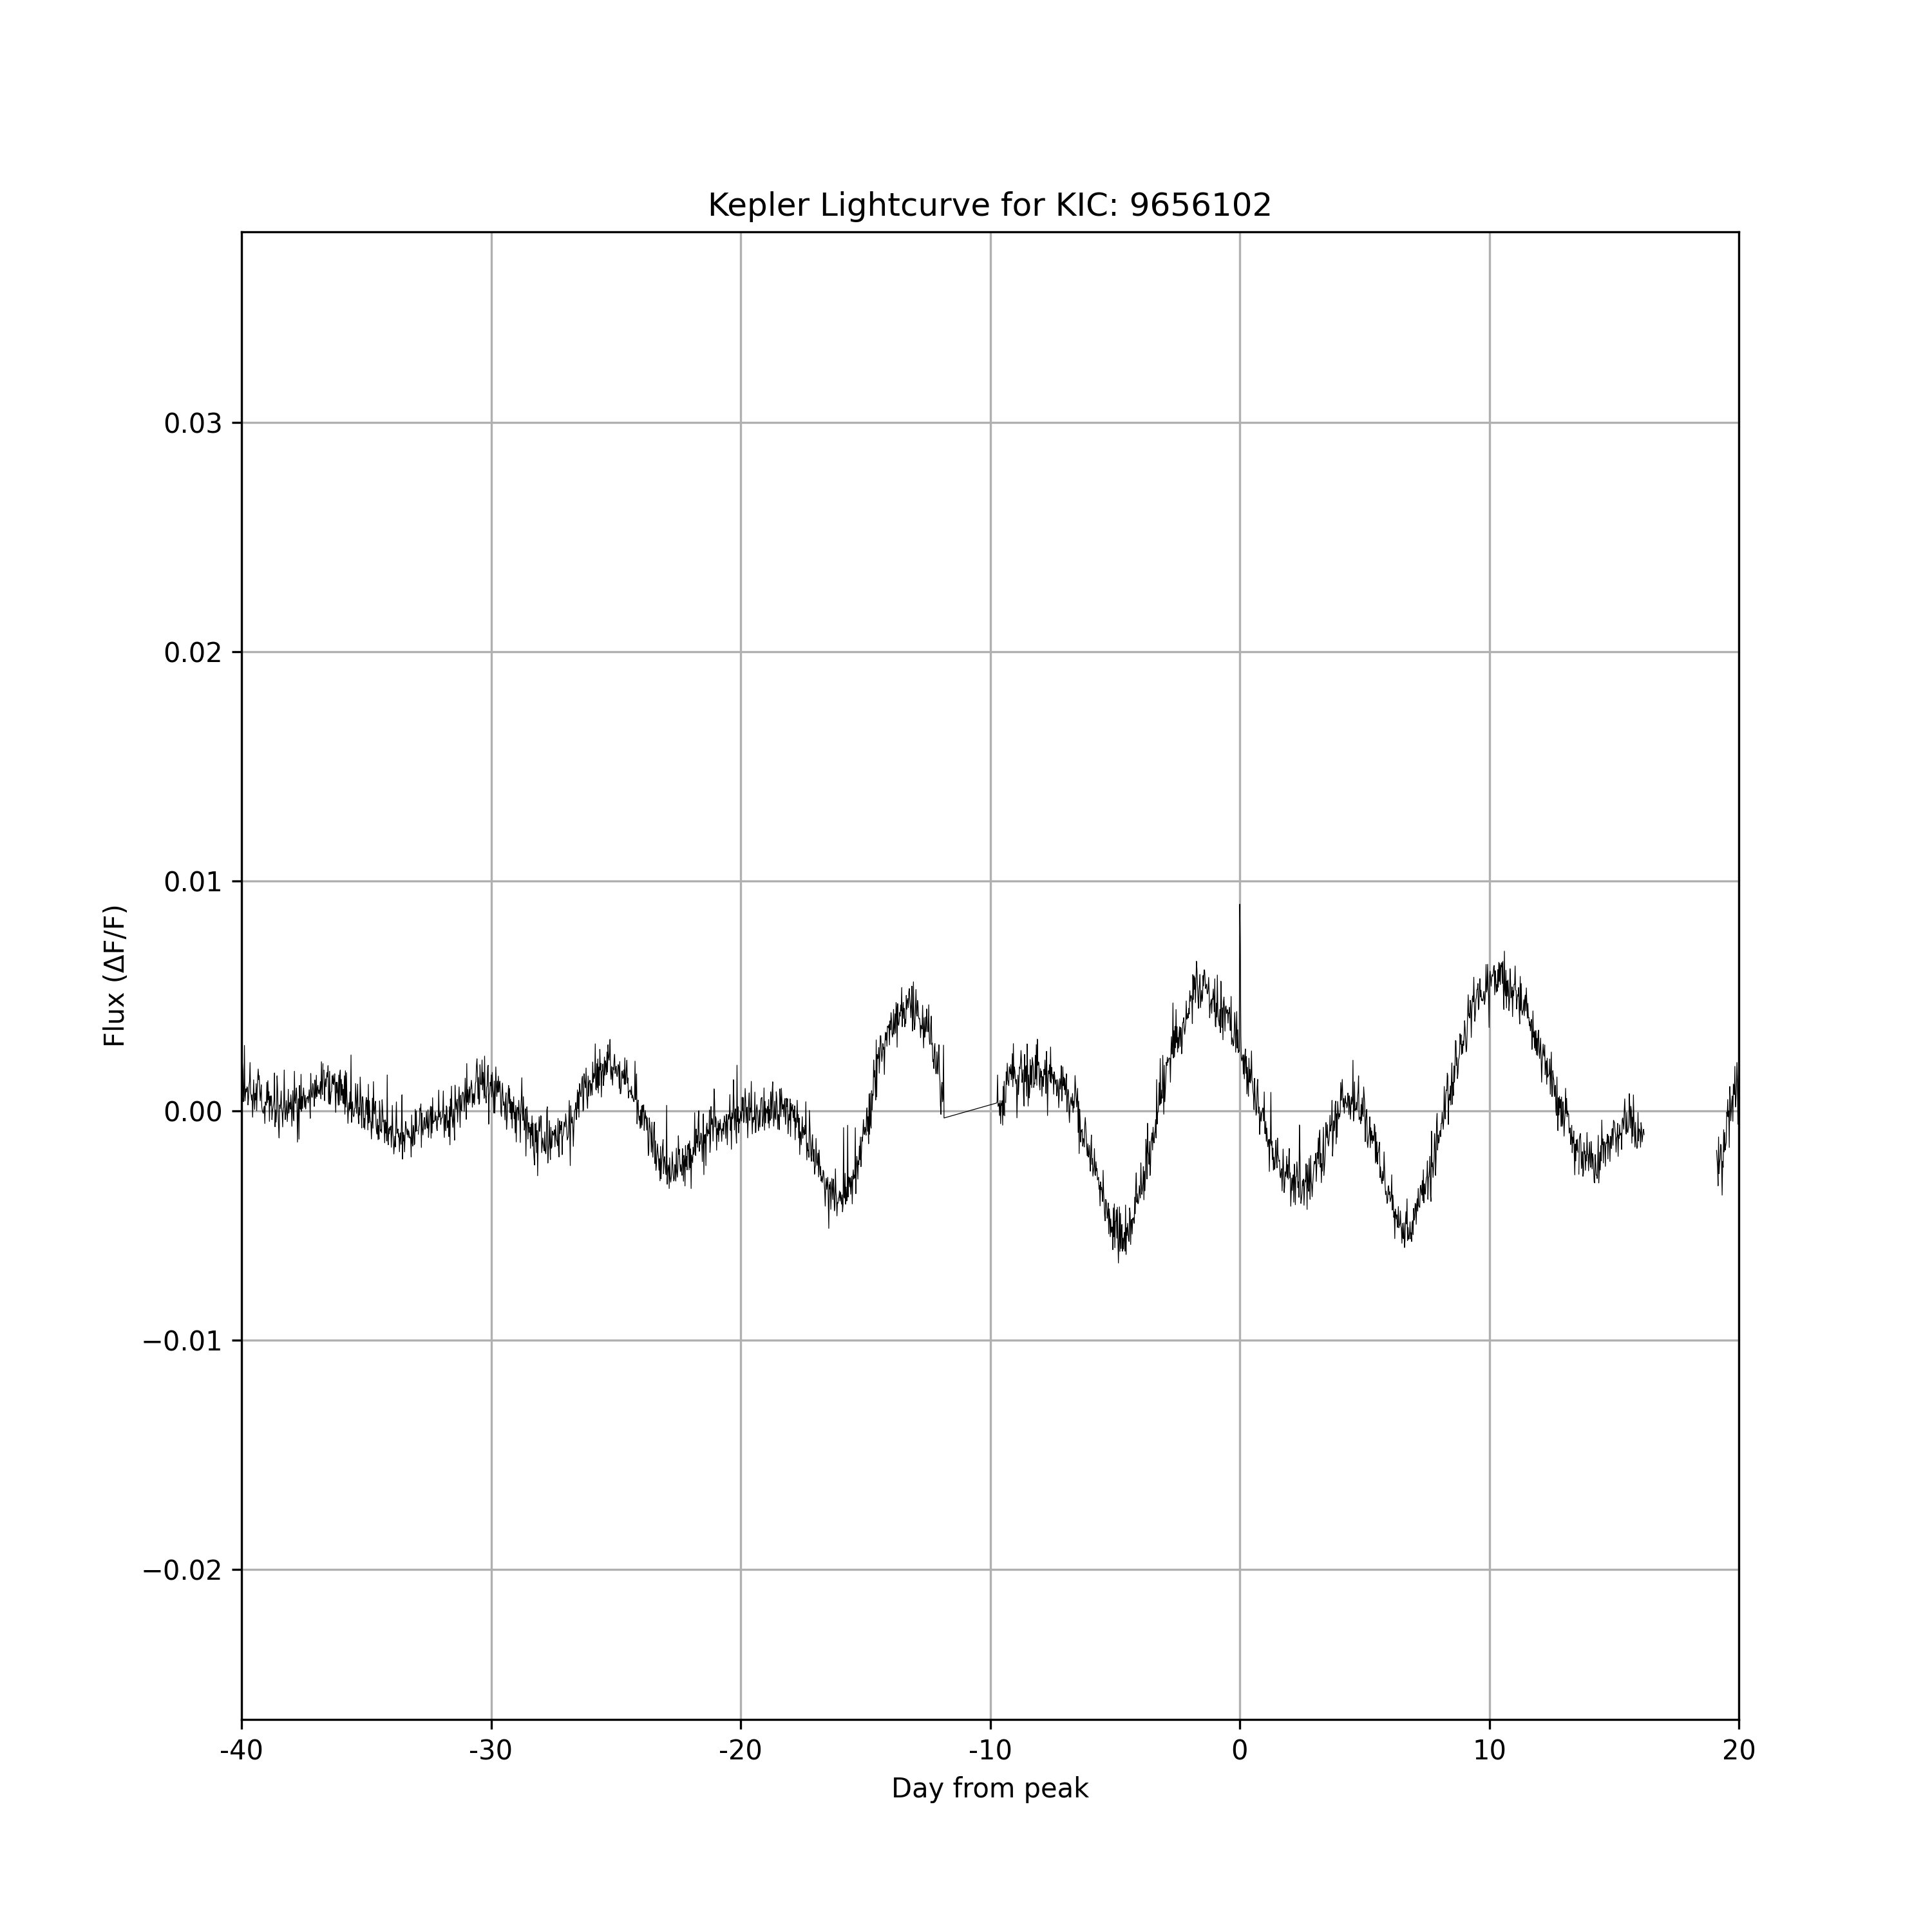 Kepler Lightcurve for KIC: 9656102
Flux (ΔF/F)
0.03
0.02
0.01
0.00
−0.01
−0.02
-40 -30 -20 -10 0 10 20
Day from peak